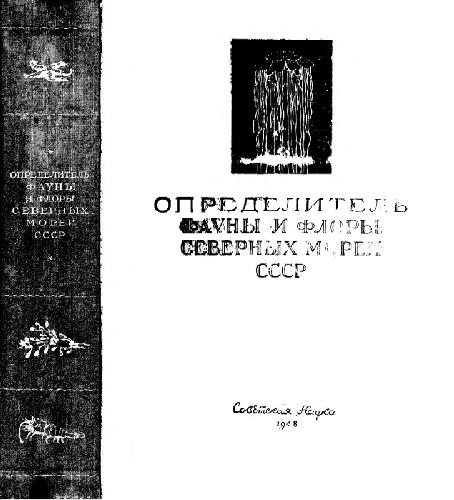 ОПРЕДЕЛИТЕЛЬ
ФАУНЫ
И ФЛОРЫ
СЕВЕРНЫХ
МОРЕЙ
СССР
ОПРЕДЕЛИТЕЛЬ
ФАУНЫ И ФЛОРЫ
СЕВЕРНЫХ МОРЕЙ
СССР
Советская Наука
1948